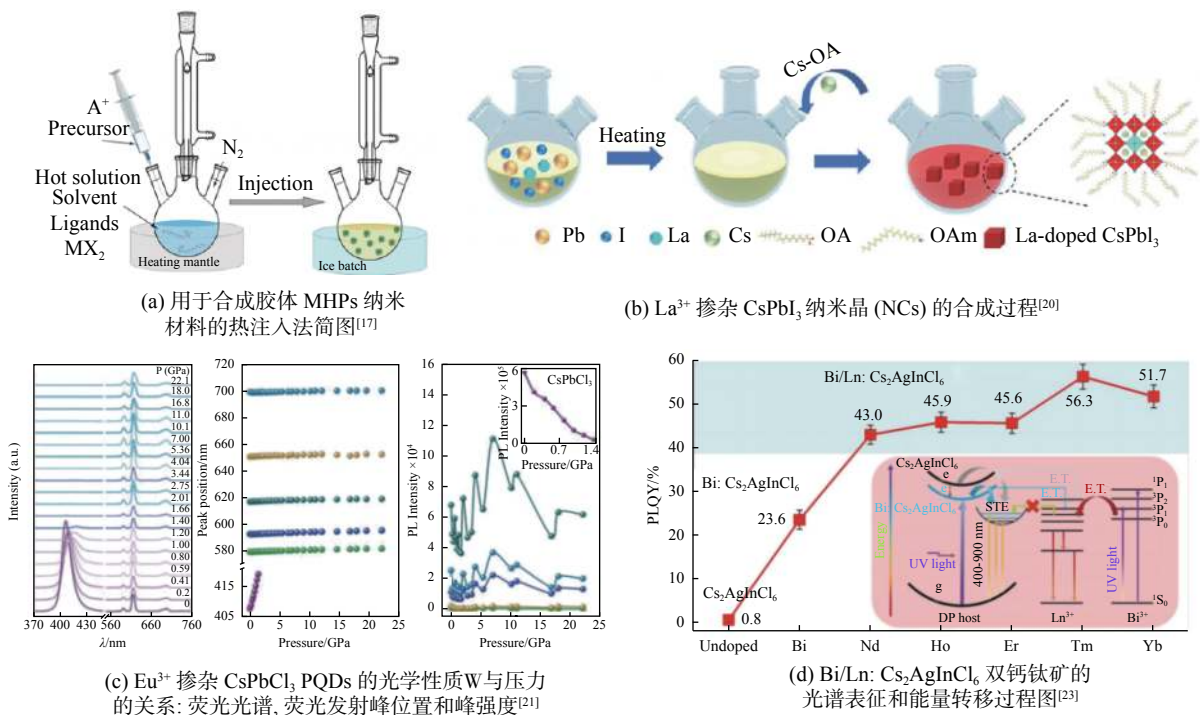 A⁺
Precursor
N₂
Hot solution
Solvent
Ligands
MX₂
Injection
Heating mantle
Ice batch
(a) 用于合成胶体 MHPs 纳米
材料的热注入法简图[17]
Cs-OA
Heating
Pb I La Cs OA OAm La-doped CsPbI₃
(b) La³⁺ 掺杂 CsPbI₃ 纳米晶 (NCs) 的合成过程[20]
P (GPa)
22.1
18.0
16.8
11.0
11.0
7.00
5.36
4.04
3.44
2.75
2.01
1.66
1.40
1.20
1.00
0.80
0.59
0.41
0.2
0
Intensity (a.u.)
370 400 430 560 660 760
λ/nm
Peak position/nm
720
700
680
660
640
620
600
580
415
405
0 5 10 15 20 25
Pressure/GPa
PL Intensity ×10⁴
16
14
12
10
8
6
4
2
0
0 5 10 15 20 25
Pressure/GPa
PL Intensity ×10⁵
6
3
0
CsPbCl₃
0 0.7 1.4
Pressure/GPa
(c) Eu³⁺ 掺杂 CsPbCl₃ PQDs 的光学性质W与压力
的关系: 荧光光谱, 荧光发射峰位置和峰强度[21]
PLQY/%
60
50
40
30
20
10
0
Bi/Ln: Cs₂AgInCl₆
43.0
45.9
45.6
56.3
51.7
Bi: Cs₂AgInCl₆
23.6
Cs₂AgInCl₆
0.8
Undoped Bi Nd Ho Er Tm Yb
Cs₂AgInCl₆
e
Bi:Cs₂AgInCl₆
STE
E.T.
E.T.
E.T.
¹P₁
³P₂
³P₁
³P₀
Energy
UV light
400-900 nm
UV light
g
¹S₀
DP host
Ln³⁺
Bi³⁺
(d) Bi/Ln: Cs₂AgInCl₆ 双钙钛矿的
光谱表征和能量转移过程图[23]